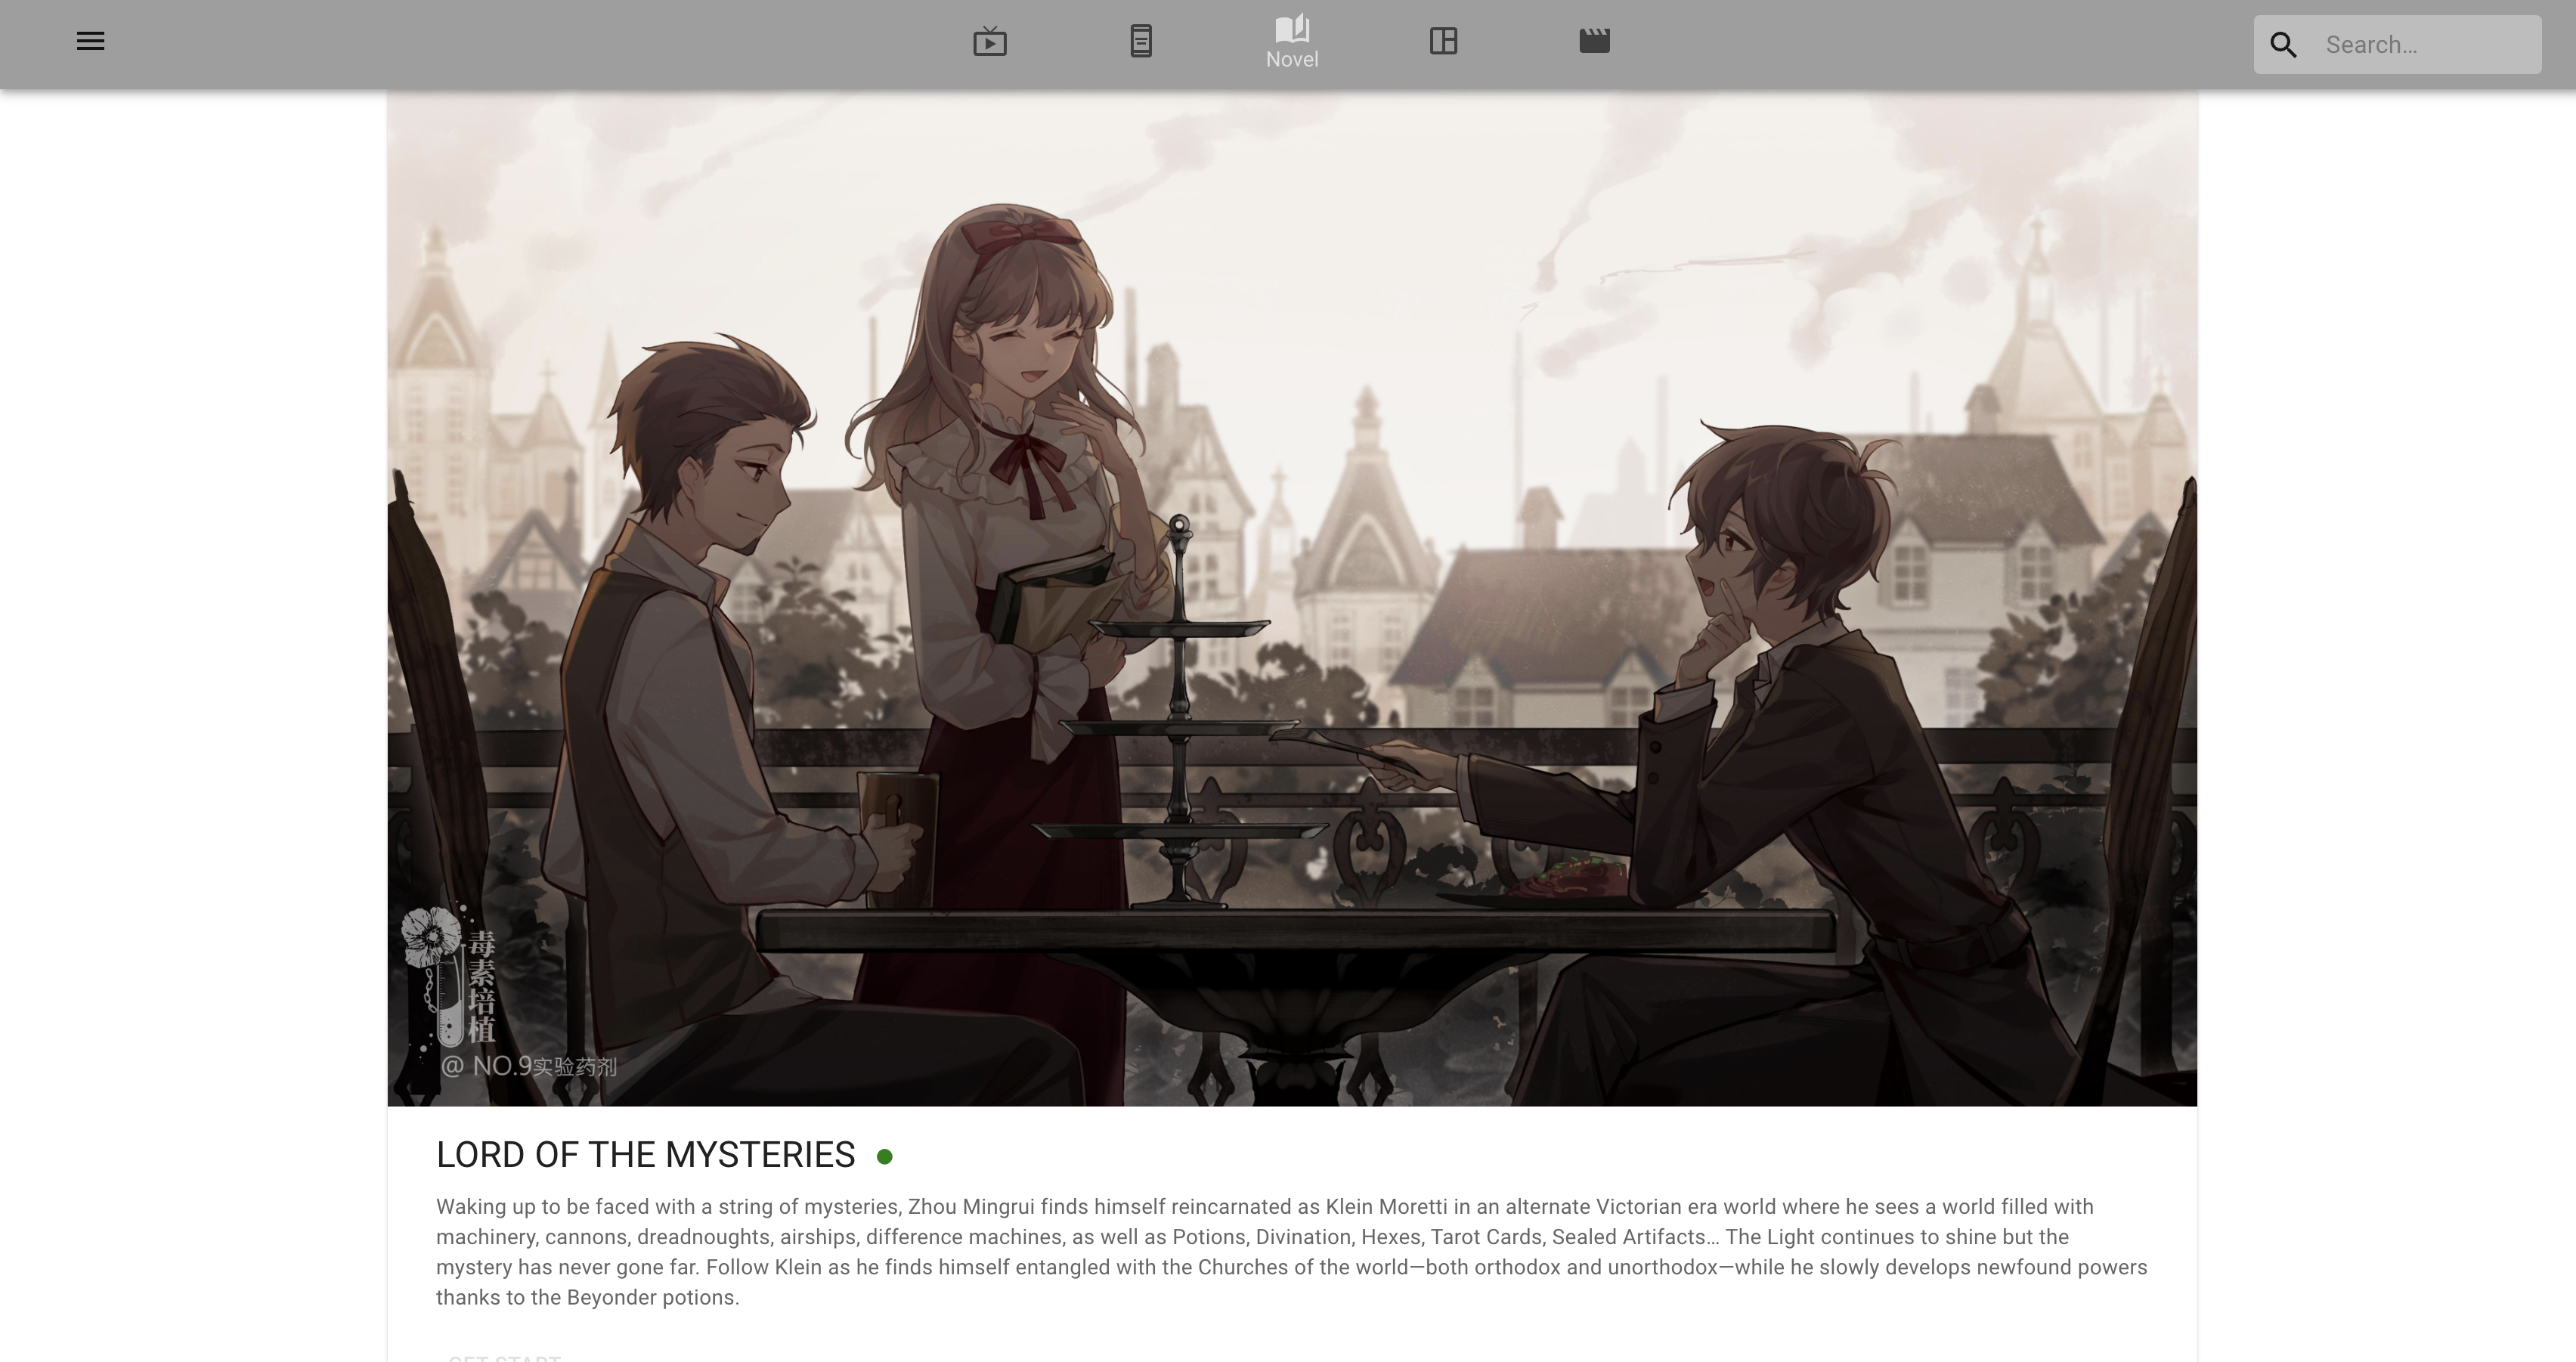 Novel
Search...
毒素培植
@ NO.9实验药剂
LORD OF THE MYSTERIES
Waking up to be faced with a string of mysteries, Zhou Mingrui finds himself reincarnated as Klein Moretti in an alternate Victorian era world where he sees a world filled with
machinery, cannons, dreadnoughts, airships, difference machines, as well as Potions, Divination, Hexes, Tarot Cards, Sealed Artifacts... The Light continues to shine but the
mystery has never gone far. Follow Klein as he finds himself entangled with the Churches of the world—both orthodox and unorthodox—while he slowly develops newfound powers
thanks to the Beyonder potions.
GET START